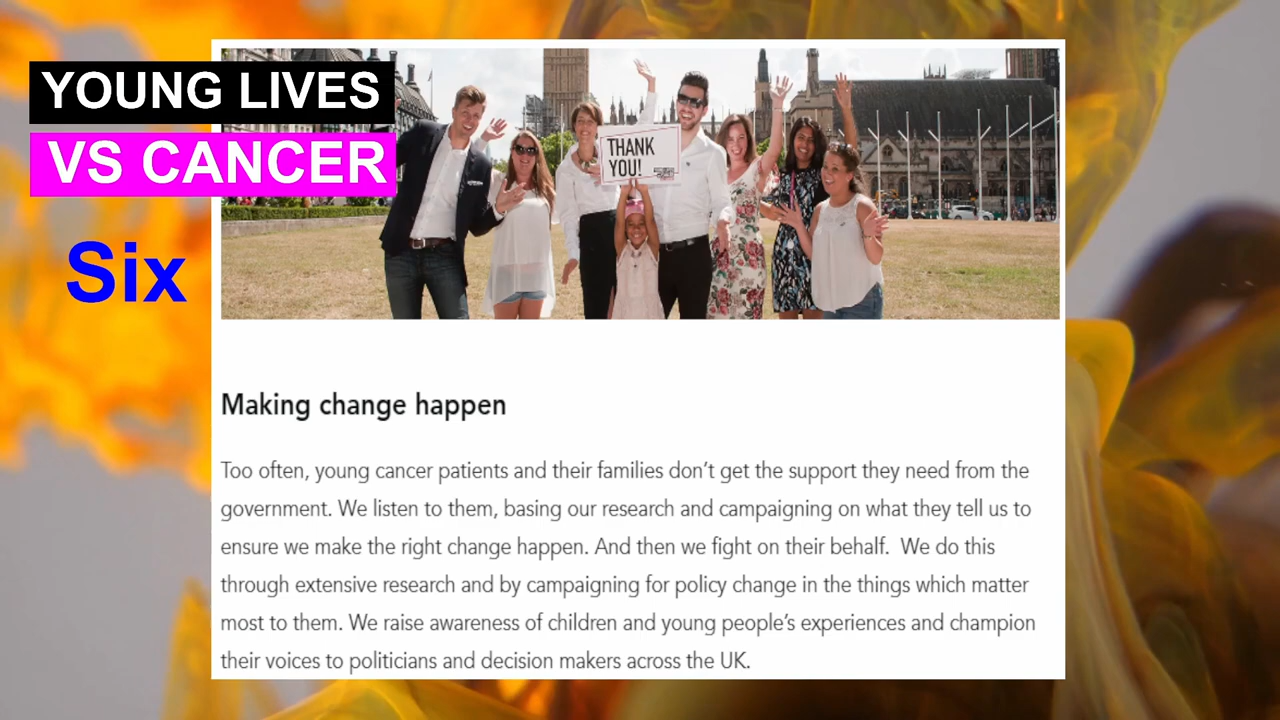 YOUNG LIVES
VS CANCER
Six
THANK
YOU!
Making change happen
Too often, young cancer patients and their families don’t get the support they need from the
government. We listen to them, basing our research and campaigning on what they tell us to
ensure we make the right change happen. And then we fight on their behalf.  We do this
through extensive research and by campaigning for policy change in the things which matter
most to them. We raise awareness of children and young people’s experiences and champion
their voices to politicians and decision makers across the UK.